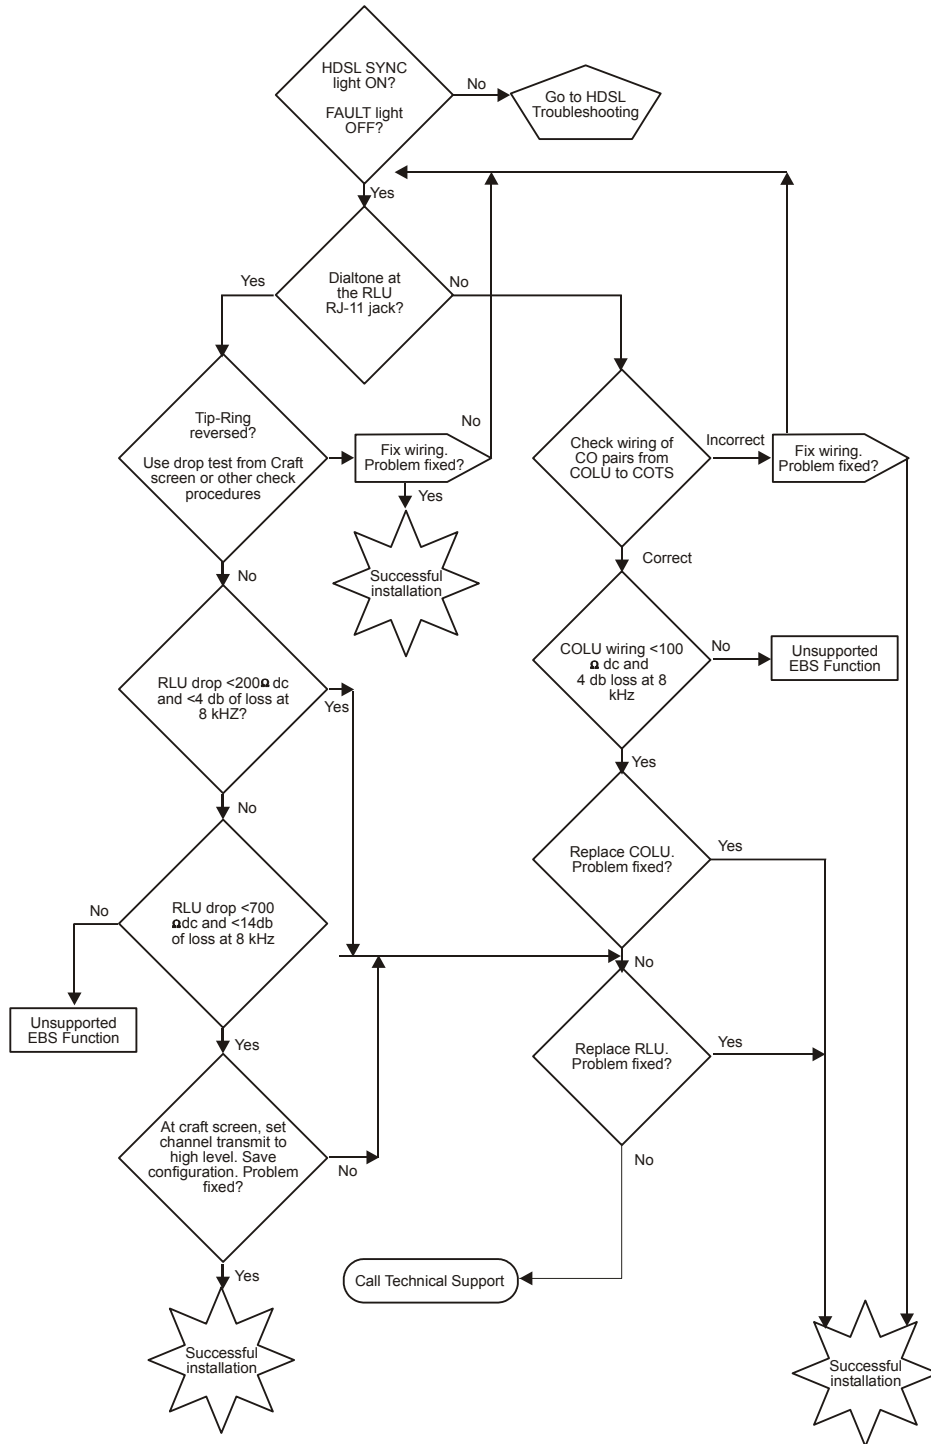 HDSL SYNC
light ON?
FAULT light
OFF?
No
Go to HDSL
Troubleshooting
Yes
Dialtone at
the RLU
RJ-11 jack?
Yes
No
Tip-Ring
reversed?
Use drop test from Craft
screen or other check
procedures
Fix wiring.
Problem fixed?
No
Yes
Successful
installation
Check wiring of
CO pairs from
COLU to COTS
Incorrect
Fix wiring.
Problem fixed?
Correct
No
COLU wiring <100
Ω dc and
4 db loss at 8
kHz
No
Unsupported
EBS Function
RLU drop <200Ω dc
and <4 db of loss at
8 kHZ?
Yes
No
Yes
Replace COLU.
Problem fixed?
Yes
RLU drop <700
Ωdc and <14db
of loss at 8 kHz
No
Unsupported
EBS Function
Yes
No
Replace RLU.
Problem fixed?
Yes
At craft screen, set
channel transmit to
high level. Save
configuration. Problem
fixed?
No
No
Call Technical Support
Yes
Successful
installation
Successful
installation